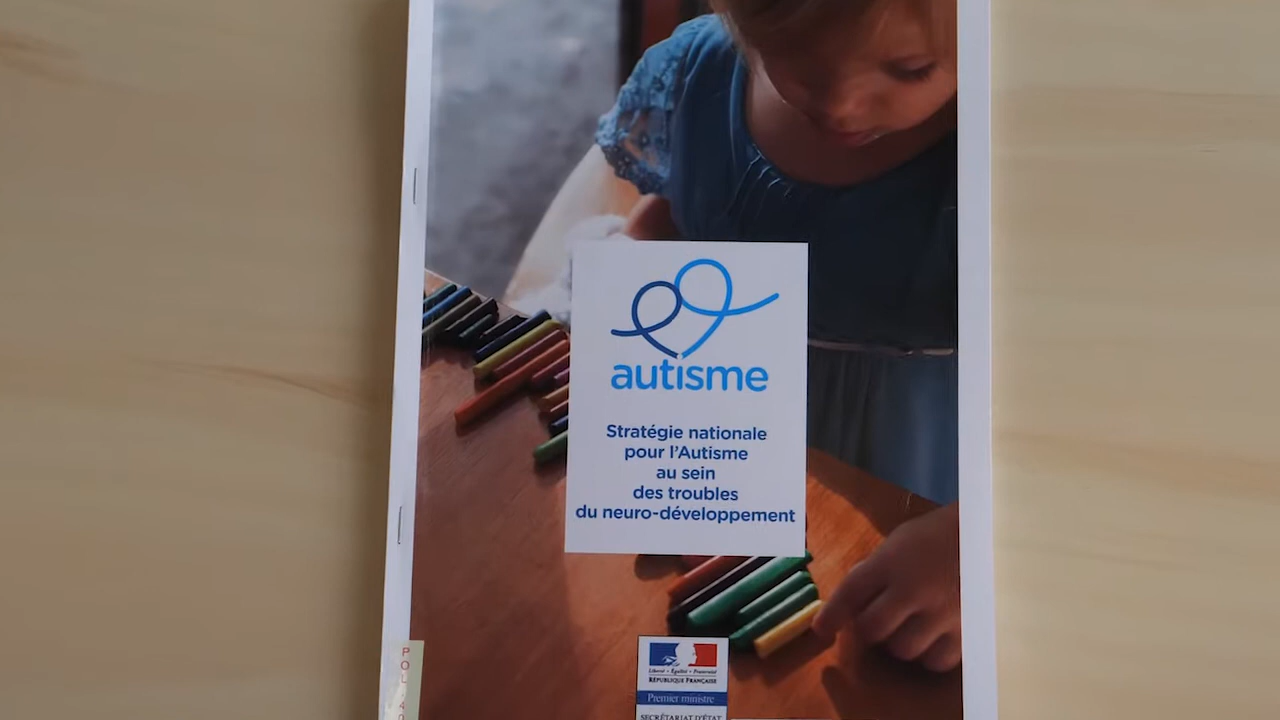 autisme
Stratégie nationale
pour l'Autisme
au sein
des troubles
du neuro-développement
Liberté • Égalité • Fraternité
RÉPUBLIQUE FRANÇAISE
Premier ministre
SECRÉTARIAT D'ÉTAT